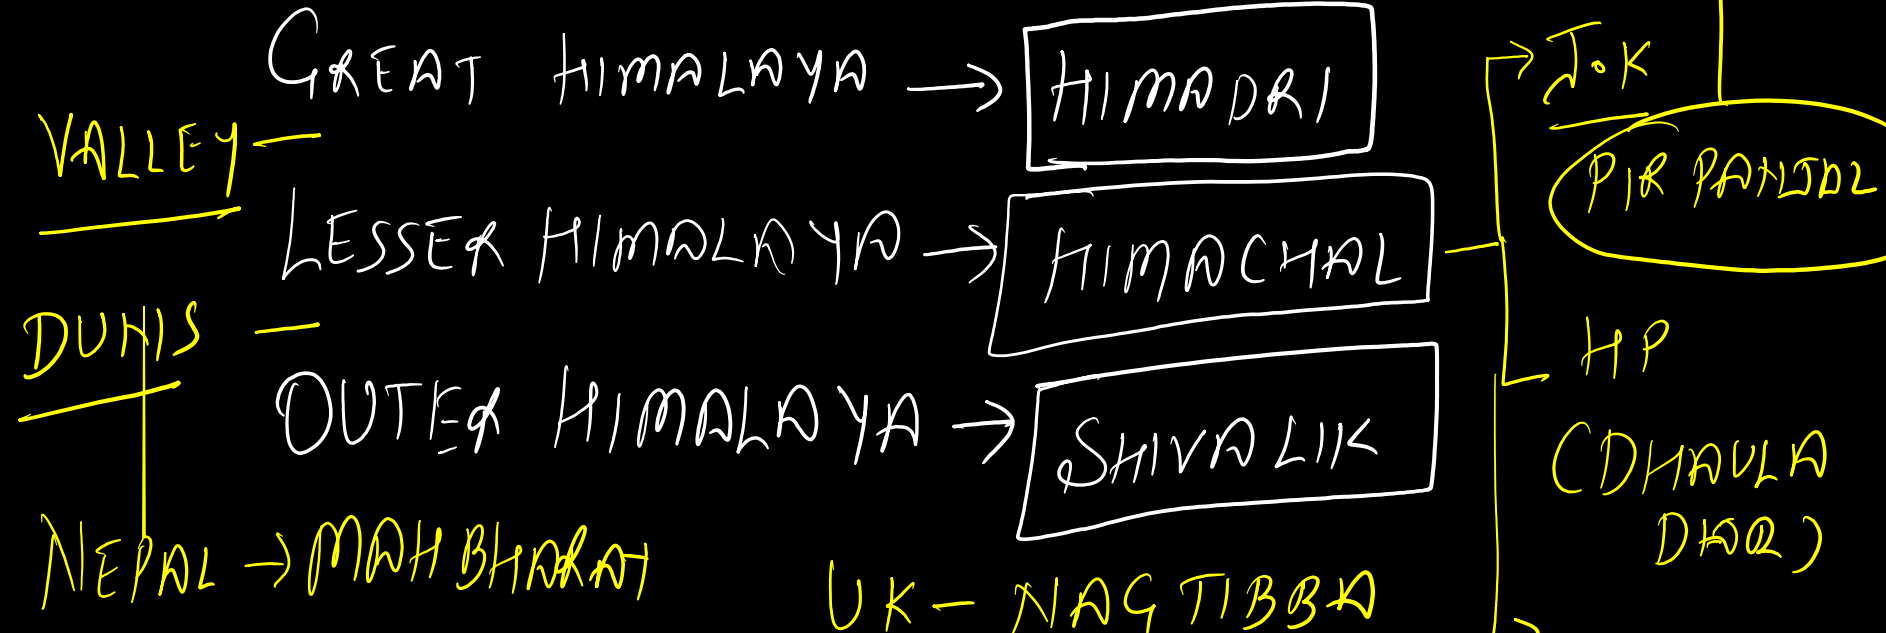 GREAT HIMALAYA → HIMADRI
J.K
VALLEY —
PIR PANJAL
LESSER HIMALAYA → HIMACHAL
DUNIS —
HP
OUTER HIMALAYA → SHIVALIK
(DHAULA
DHAR)
NEPAL → MAHBHARAT
UK — NAG TIBBA